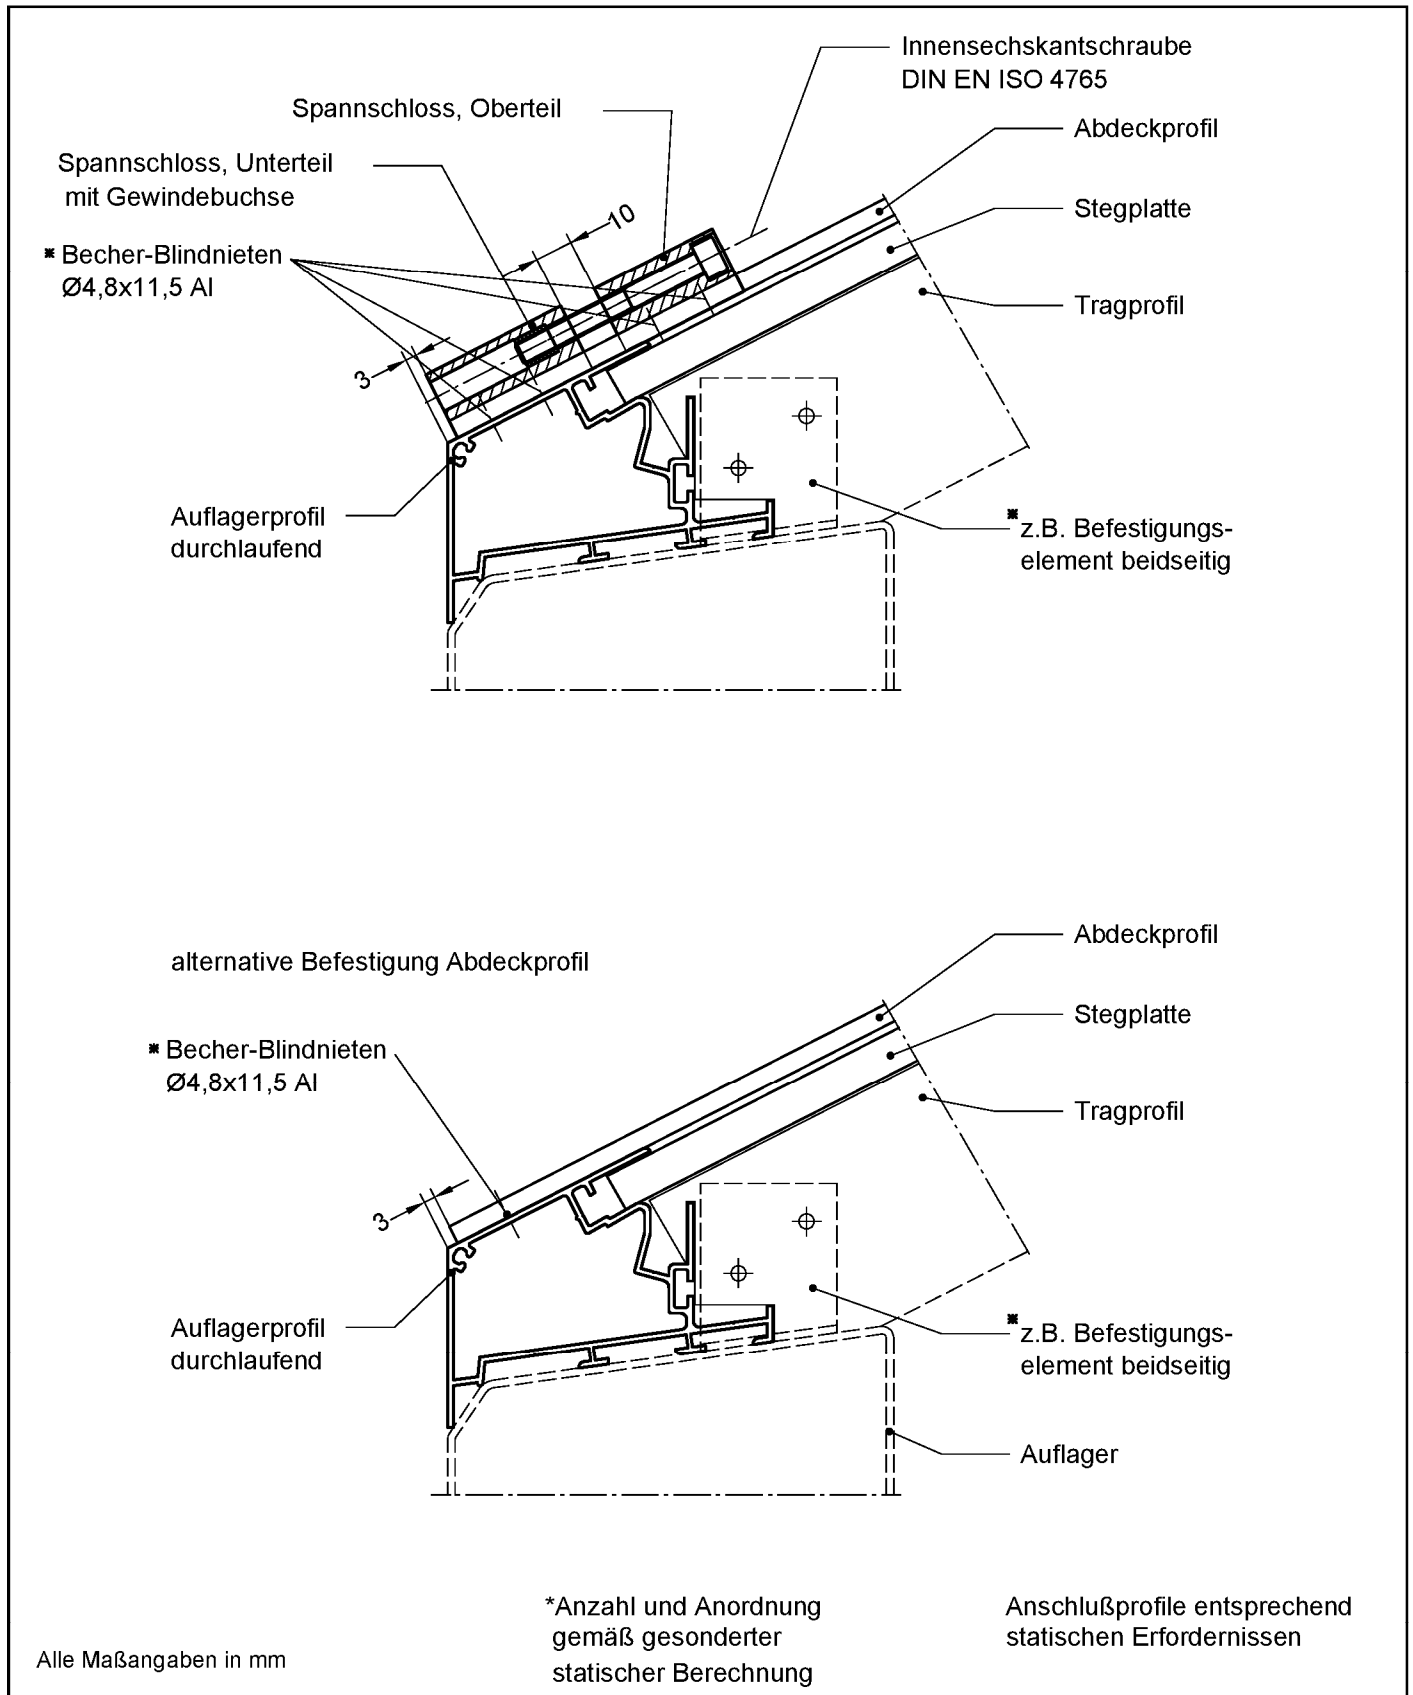 Innensechskantschraube
DIN EN ISO 4765
Spannschloss, Oberteil
Abdeckprofil
Spannschloss, Unterteil
mit Gewindebuchse
Stegplatte
10
* Becher-Blindnieten
Ø4,8x11,5 Al
Tragprofil
3
Auflagerprofil
durchlaufend
* z.B. Befestigungs-
element beidseitig
Abdeckprofil
alternative Befestigung Abdeckprofil
Stegplatte
* Becher-Blindnieten
Ø4,8x11,5 Al
Tragprofil
3
Auflagerprofil
durchlaufend
* z.B. Befestigungs-
element beidseitig
Auflager
*Anzahl und Anordnung
gemäß gesonderter
statischer Berechnung
Anschlußprofile entsprechend
statischen Erfordernissen
Alle Maßangaben in mm